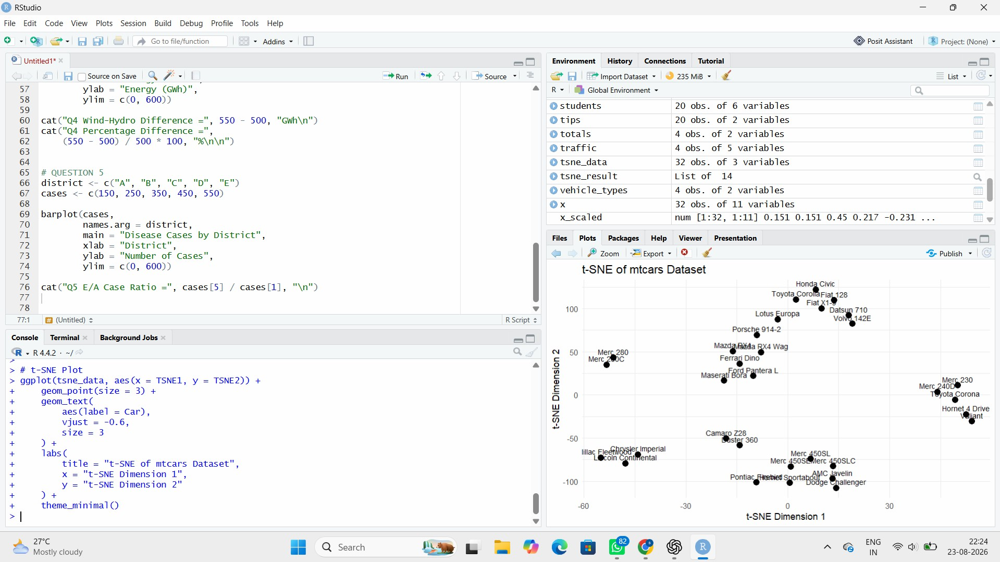 RStudio
File Edit Code View Plots Session Build Debug Profile Tools Help
Go to file/function Addins Posit Assistant Project: (None)
Untitled1*
Source on Save Run Source
57 ylab = "Energy (GWh)",
58 ylim = c(0, 600))
59
60 cat("Q4 Wind-Hydro Difference =", 550 - 500, "GWh\n")
61 cat("Q4 Percentage Difference =",
62 (550 - 500) / 500 * 100, "%\n\n")
63
64
65 # QUESTION 5
66 district <- c("A", "B", "C", "D", "E")
67 cases <- c(150, 250, 350, 450, 550)
68
69 barplot(cases,
70 names.arg = district,
71 main = "Disease Cases by District",
72 xlab = "District",
73 ylab = "Number of Cases",
74 ylim = c(0, 600))
75
76 cat("Q5 E/A Case Ratio =", cases[5] / cases[1], "\n")
77
78
77:1 (Untitled) R Script
Console Terminal Background Jobs
R 4.4.2 · ~/
>
> # t-SNE Plot
> ggplot(tsne_data, aes(x = TSNE1, y = TSNE2)) +
+ geom_point(size = 3) +
+ geom_text(
+ aes(label = Car),
+ vjust = -0.6,
+ size = 3
+ ) +
+ labs(
+ title = "t-SNE of mtcars Dataset",
+ x = "t-SNE Dimension 1",
+ y = "t-SNE Dimension 2"
+ ) +
+ theme_minimal()
>
Environment History Connections Tutorial
Import Dataset 235 MiB List
R Global Environment
students 20 obs. of 6 variables
tips 20 obs. of 2 variables
totals 4 obs. of 2 variables
traffic 4 obs. of 5 variables
tsne_data 32 obs. of 3 variables
tsne_result List of 14
vehicle_types 4 obs. of 2 variables
x 32 obs. of 11 variables
x_scaled num [1:32, 1:11] 0.151 0.151 0.45 0.217 -0.231 ...
Files Plots Packages Help Viewer Presentation
Zoom Export Publish
t-SNE of mtcars Dataset
Honda Civic
Toyota Corolla Fiat 128
Fiat X1-9
Datsun 710
Lotus Europa
Volvo 142E
Porsche 914-2
Mazda RX4 Mazda RX4 Wag
Merc 280
Merc 280C
Ferrari Dino
Ford Pantera L
Maserati Bora
Merc 230
Merc 240D
Toyota Corona
Hornet 4 Drive
Valiant
Camaro Z28
Duster 360
Chrysler Imperial
llac Fleetwood
Lincoln Continental
Merc 450SL
Merc 450SE Merc 450SLC
AMC Javelin
Pontiac Firebird Hornet Sportabout
Dodge Challenger
100
50
0
-50
-100
t-SNE Dimension 2
-60 -30 0 30
t-SNE Dimension 1
27°C
Mostly cloudy
Search
82
ENG
IN
22:24
23-08-2026